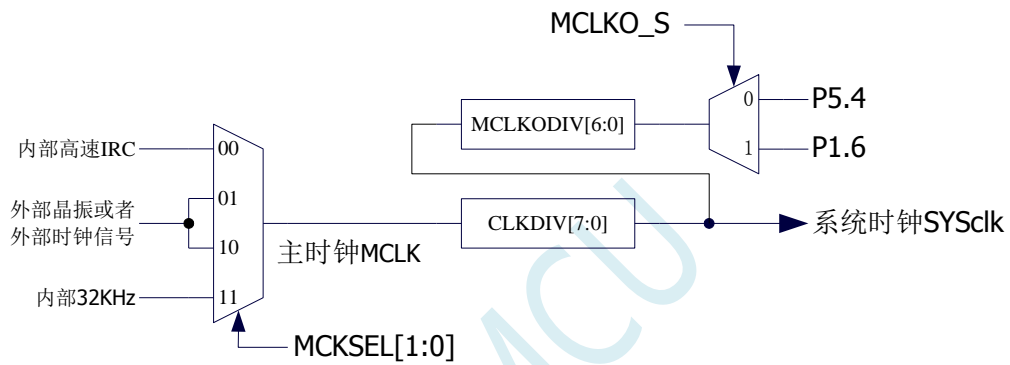 MCLKO_S
0
P5.4
MCLKODIV[6:0]
1
P1.6
内部高速IRC
00
01
外部晶振或者
外部时钟信号
CLKDIV[7:0]
系统时钟SYSclk
10
主时钟MCLK
内部32KHz
11
MCKSEL[1:0]
MCU